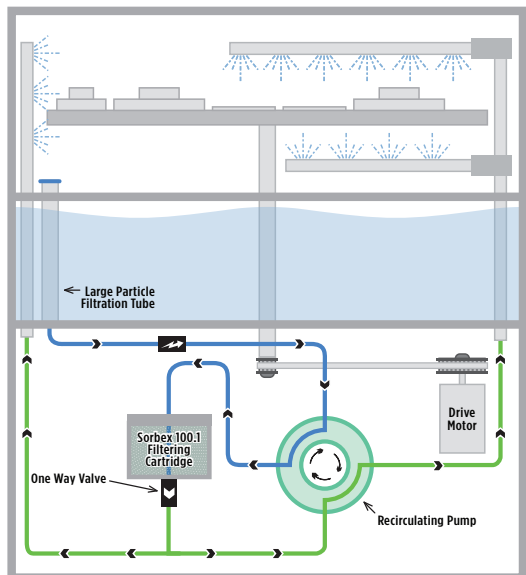 Large Particle
Filtration Tube
Sorbex 100.1
Filtering
Cartridge
Drive
Motor
One Way Valve
Recirculating Pump